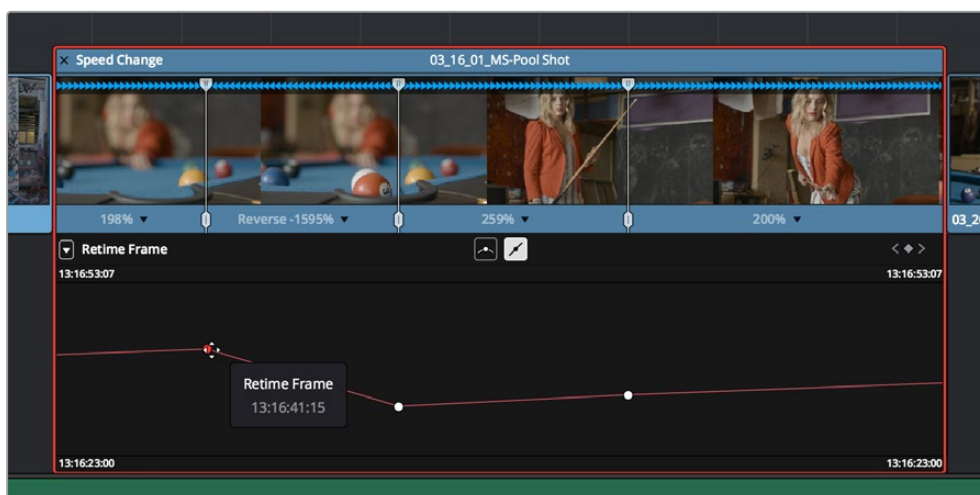 × Speed Change
03_16_01_MS-Pool Shot
198%
Reverse -1595%
259%
200%
03_2
Retime Frame
13:16:53:07
13:16:53:07
Retime Frame
13:16:41:15
13:16:23:00
13:16:23:00